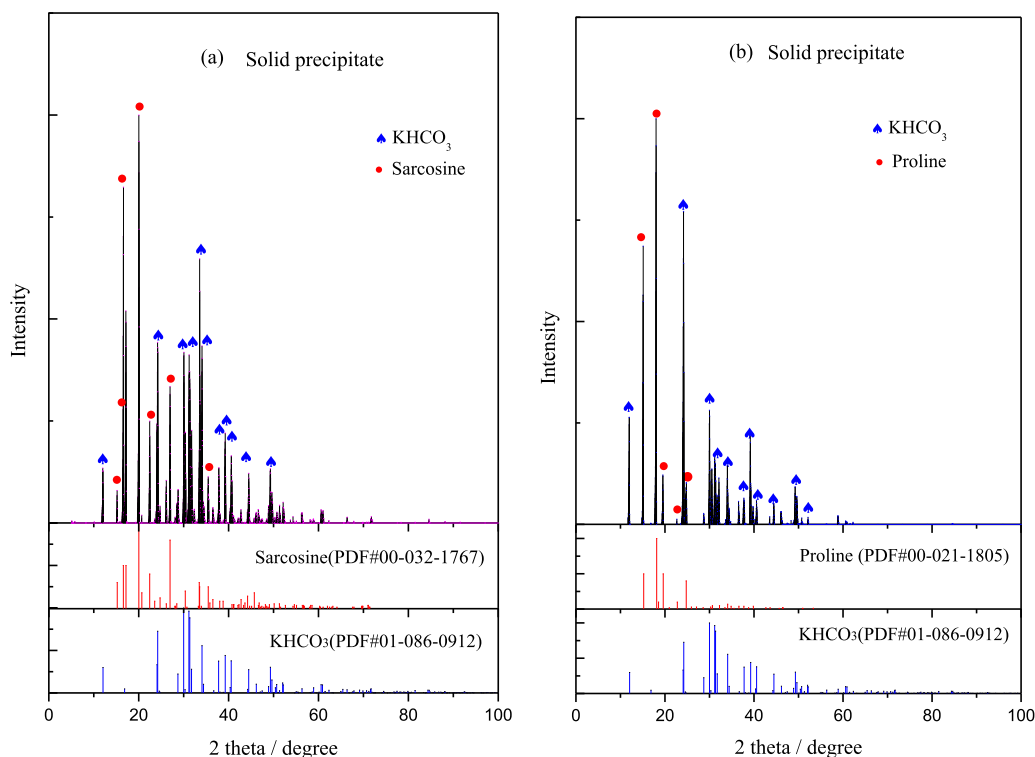 (a) Solid precipitate
KHCO3
Sarcosine
Intensity
Sarcosine(PDF#00-032-1767)
KHCO3(PDF#01-086-0912)
0 20 40 60 80 100
2 theta / degree
(b) Solid precipitate
KHCO3
Proline
Intensity
Proline (PDF#00-021-1805)
KHCO3(PDF#01-086-0912)
0 20 40 60 80 100
2 theta / degree